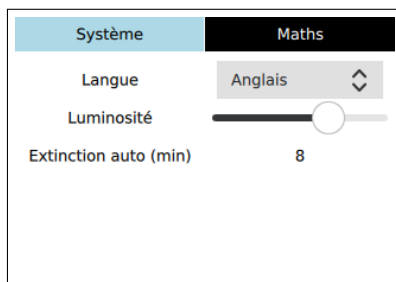 Système Maths
Langue Anglais
Luminosité
Extinction auto (min) 8